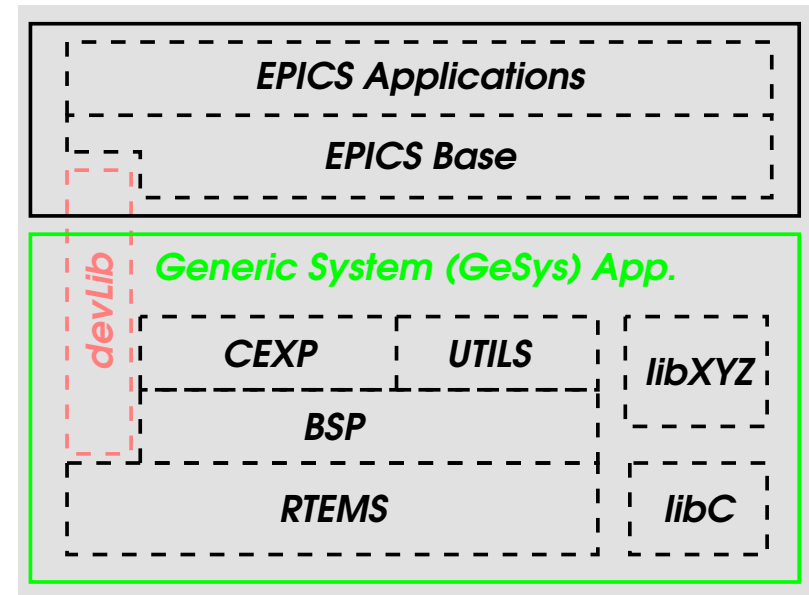 EPICS Applications
EPICS Base
devLib
Generic System (GeSys) App.
CEXP
UTILS
libXYZ
BSP
RTEMS
libC